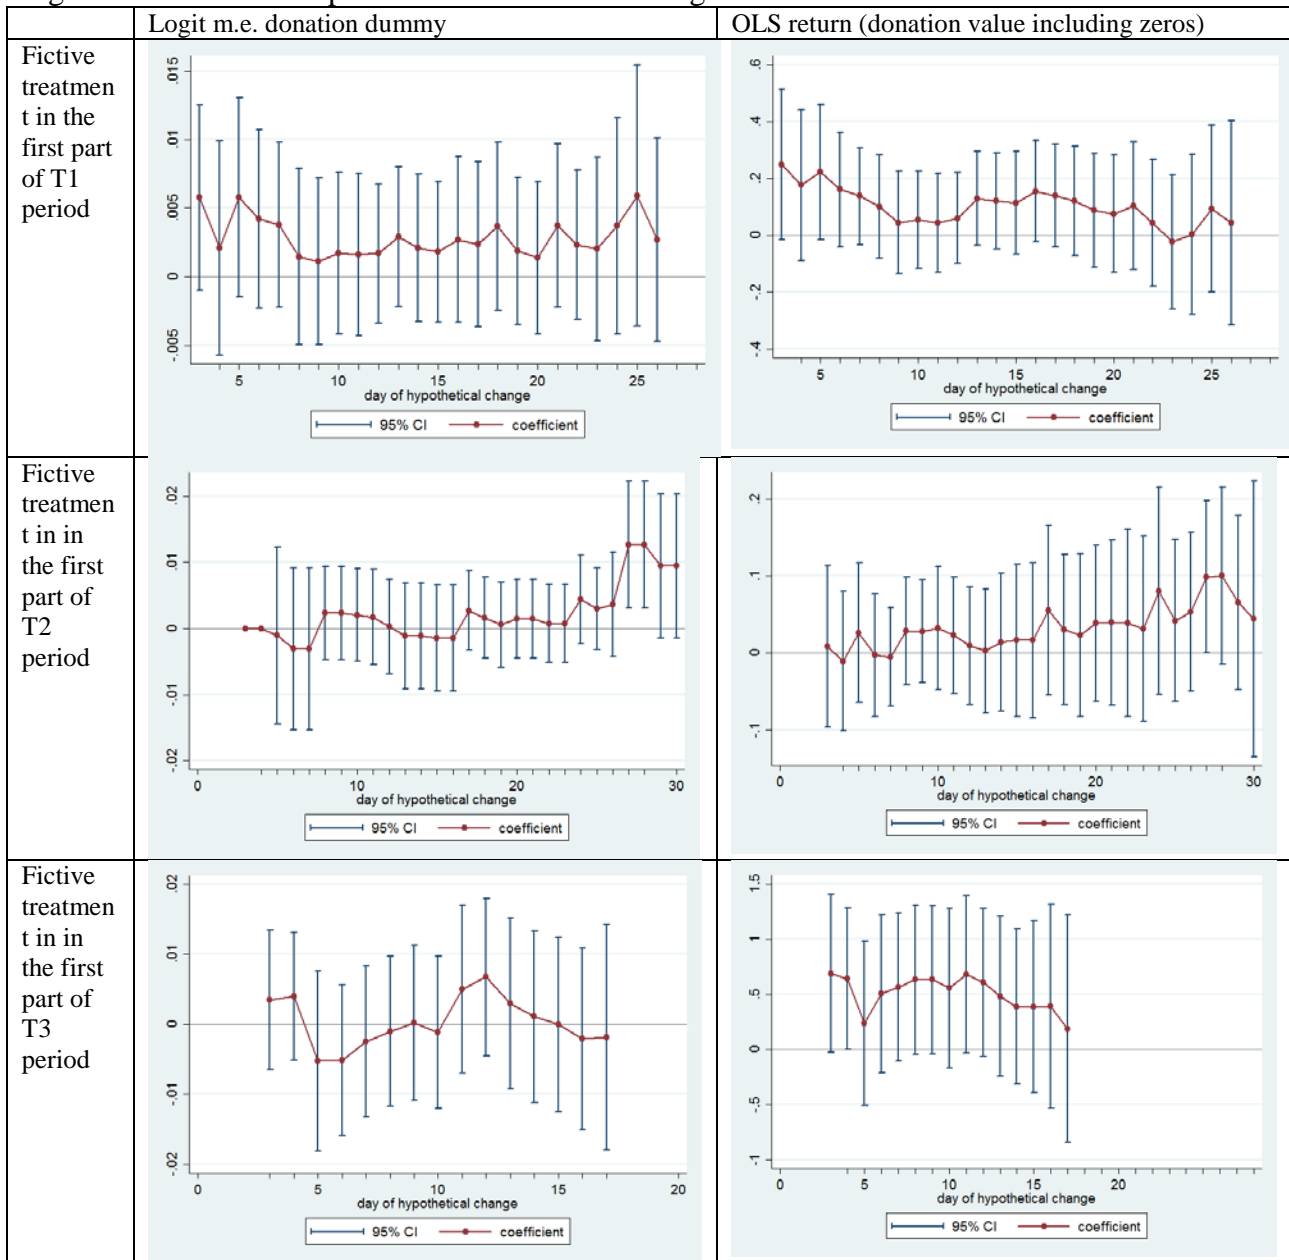 Logit m.e. donation dummy
OLS return (donation value including zeros)
Fictive
treatmen
t in the
first part
of T1
period
.015
.01
.005
0
-.005
5 10 15 20 25
day of hypothetical change
95% CI coefficient
.6
.4
.2
0
-.2
-.4
5 10 15 20 25
day of hypothetical change
95% CI coefficient
Fictive
treatmen
t in in
the first
part of
T2
period
.02
.01
0
-.01
-.02
0 10 20 30
day of hypothetical change
95% CI coefficient
.2
.1
0
-.1
0 10 20 30
day of hypothetical change
95% CI coefficient
Fictive
treatmen
t in in
the first
part of
T3
period
.02
.01
0
-.01
-.02
0 5 10 15 20
day of hypothetical change
95% CI coefficient
1.5
1
.5
0
-.5
-1
0 5 10 15 20 25
day of hypothetical change
95% CI coefficient